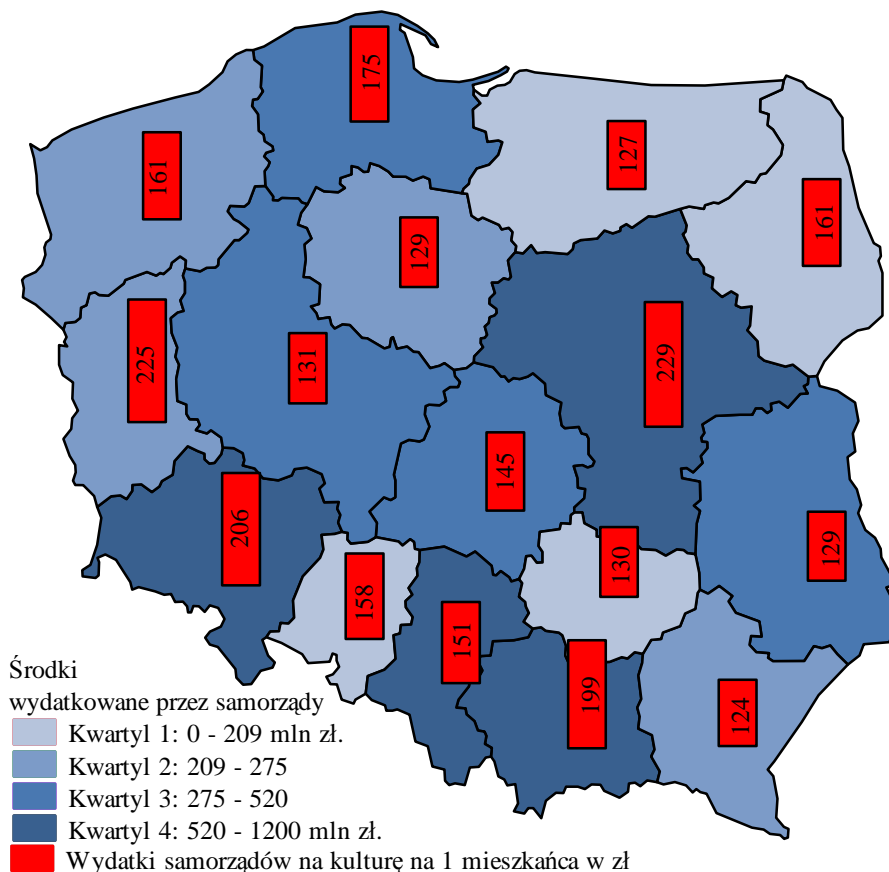 175
127
161
161
129
225
131
229
145
206
129
130
158
151
199
124
Środki
wydatkowane przez samorządy
Kwartyl 1: 0 - 209 mln zł.
Kwartyl 2: 209 - 275
Kwartyl 3: 275 - 520
Kwartyl 4: 520 - 1200 mln zł.
Wydatki samorządów na kulturę na 1 mieszkańca w zł